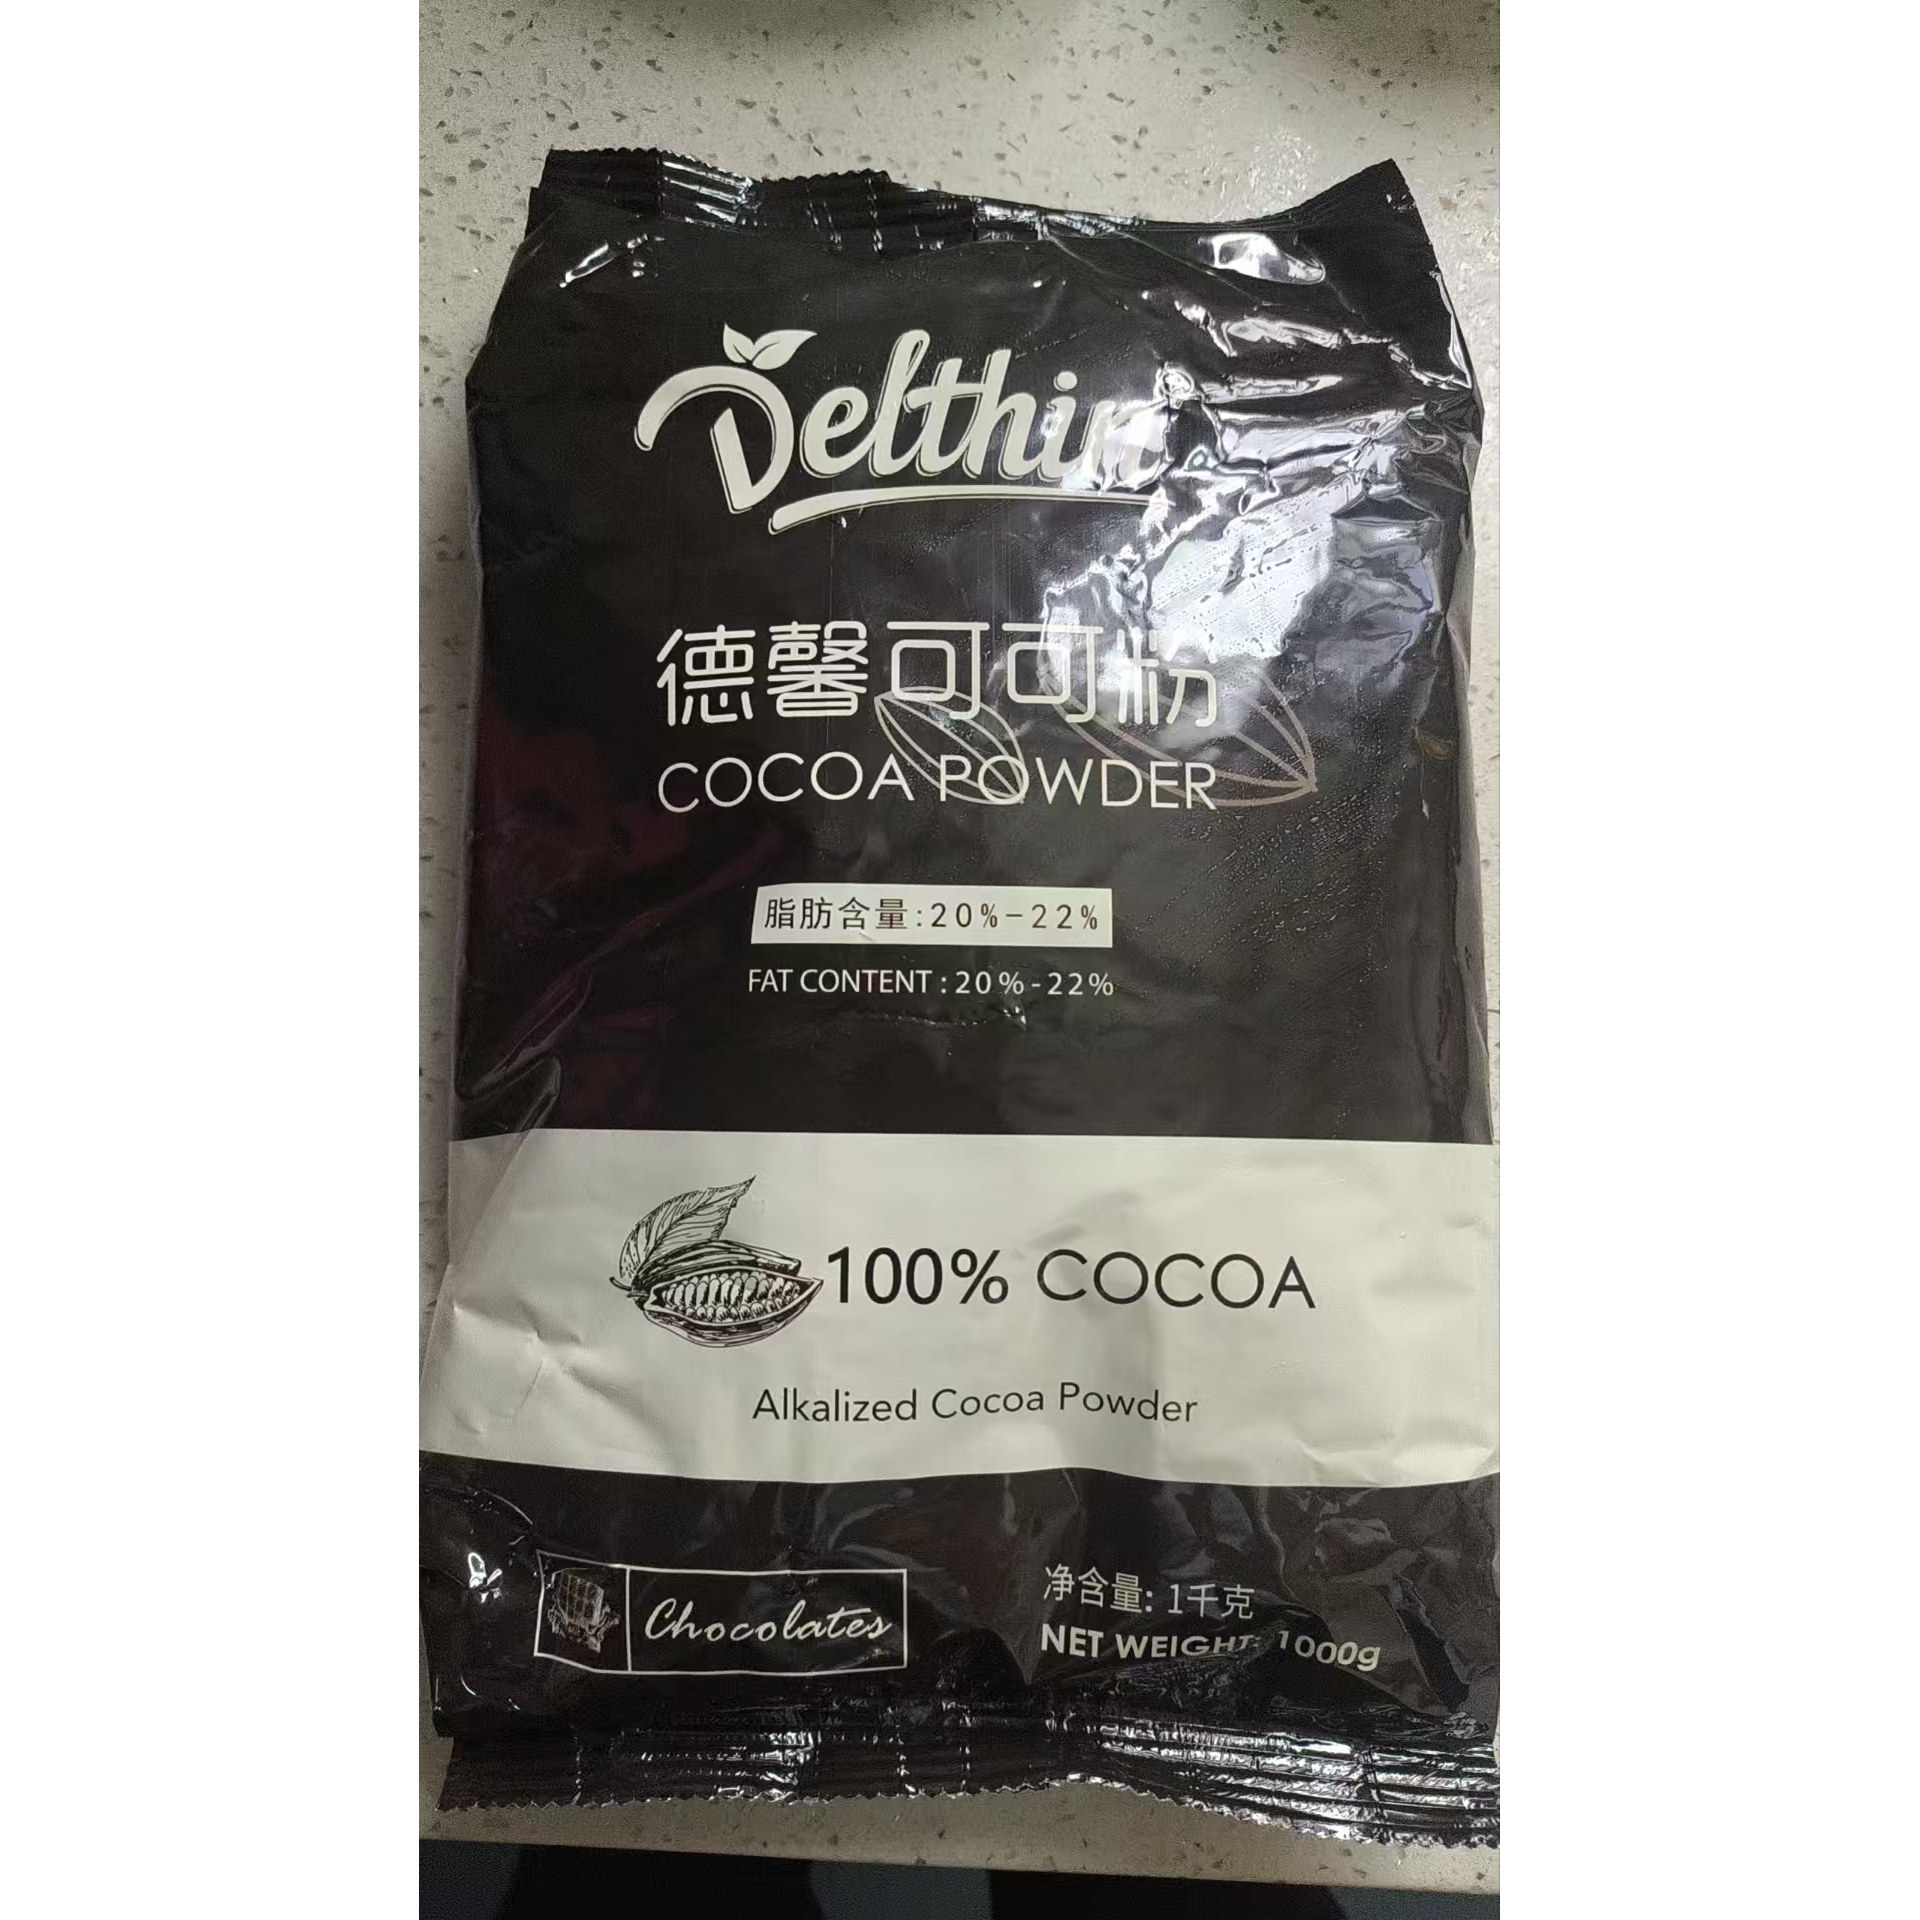 Delthin
德馨可可粉
COCOA POWDER
脂肪含量:20%-22%
FAT CONTENT:20%-22%
100% COCOA
Alkalized Cocoa Powder
Chocolates
净含量: 1千克
NET WEIGHT: 1000g